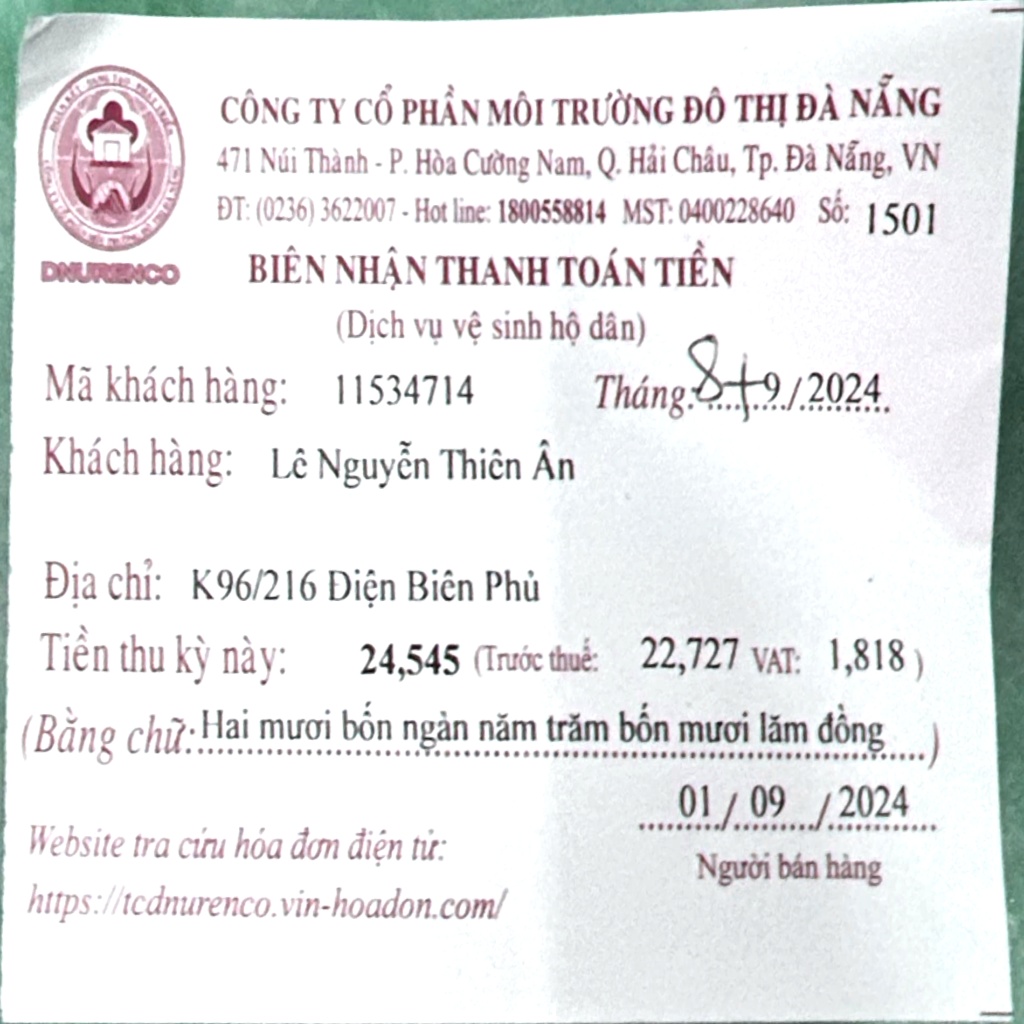 CÔNG TY CỔ PHẦN MÔI TRƯỜNG ĐÔ THỊ ĐÀ NẴNG
471 Núi Thành - P. Hòa Cường Nam, Q. Hải Châu, Tp. Đà Nẵng, VN
ĐT: (0236) 3622007 - Hot line: 1800558814 MST: 0400228640 Số: 1501
DNURENCO
BIÊN NHẬN THANH TOÁN TIỀN
(Dịch vụ vệ sinh hộ dân)
Mã khách hàng: 11534714 Tháng: 8+9/2024
Khách hàng: Lê Nguyễn Thiên Ân
Địa chỉ: K96/216 Điện Biên Phủ
Tiền thu kỳ này: 24,545 (Trước thuế: 22,727 VAT: 1,818 )
(Bằng chữ: Hai mươi bốn ngàn năm trăm bốn mươi lăm đồng )
01 / 09 / 2024
Người bán hàng
Website tra cứu hóa đơn điện tử:
https://tcdnurenco.vin-hoadon.com/